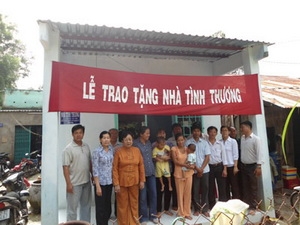 LỄ TRAO TẶNG NHÀ TÌNH THƯƠNG